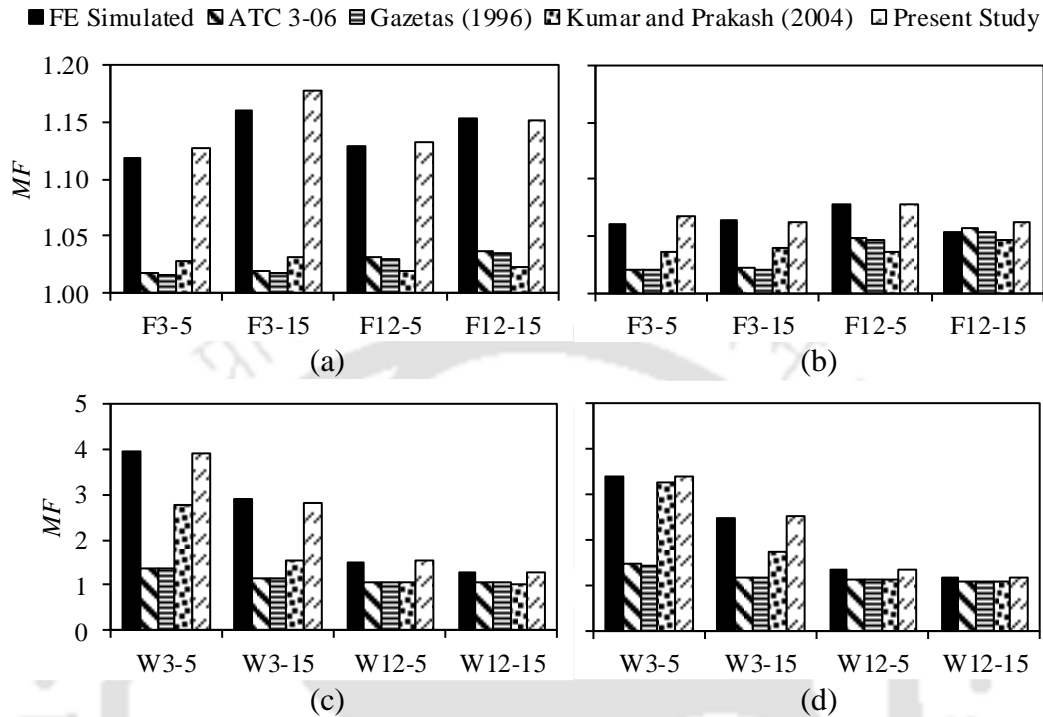 FE Simulated ATC 3-06 Gazetas (1996) Kumar and Prakash (2004) Present Study
1.20
1.15
1.10
1.05
1.00
MF
F3-5 F3-15 F12-5 F12-15
(a)
F3-5 F3-15 F12-5 F12-15
(b)
5
4
3
2
1
0
MF
W3-5 W3-15 W12-5 W12-15
(c)
W3-5 W3-15 W12-5 W12-15
(d)